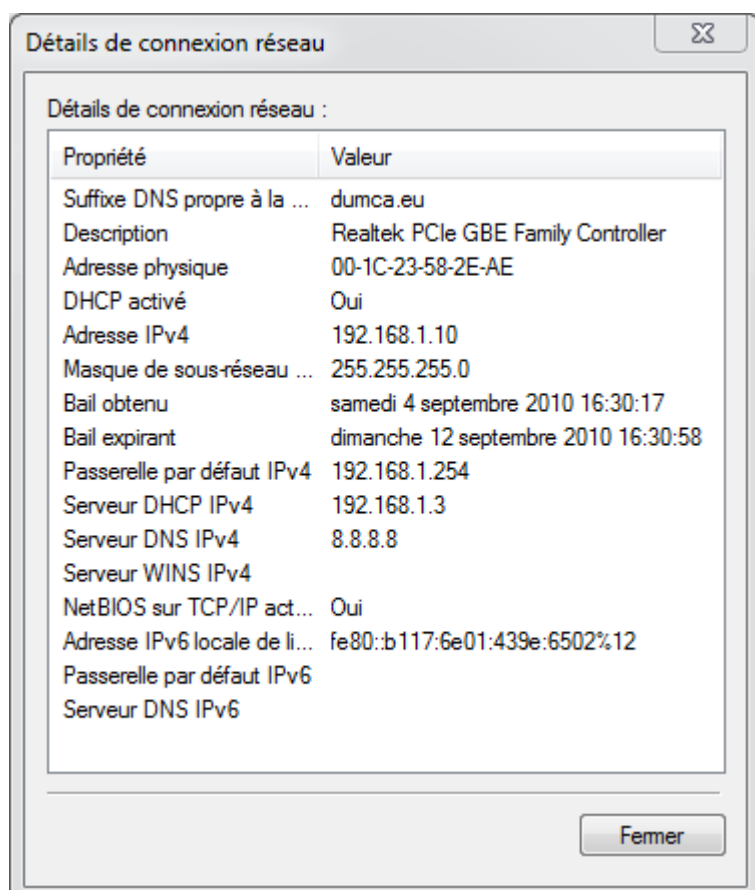 Détails de connexion réseau
Détails de connexion réseau :
Propriété Valeur
Suffixe DNS propre à la ... dumca.eu
Description Realtek PCIe GBE Family Controller
Adresse physique 00-1C-23-58-2E-AE
DHCP activé Oui
Adresse IPv4 192.168.1.10
Masque de sous-réseau ... 255.255.255.0
Bail obtenu samedi 4 septembre 2010 16:30:17
Bail expirant dimanche 12 septembre 2010 16:30:58
Passerelle par défaut IPv4 192.168.1.254
Serveur DHCP IPv4 192.168.1.3
Serveur DNS IPv4 8.8.8.8
Serveur WINS IPv4
NetBIOS sur TCP/IP act... Oui
Adresse IPv6 locale de li... fe80::b117:6e01:439e:6502%12
Passerelle par défaut IPv6
Serveur DNS IPv6
Fermer